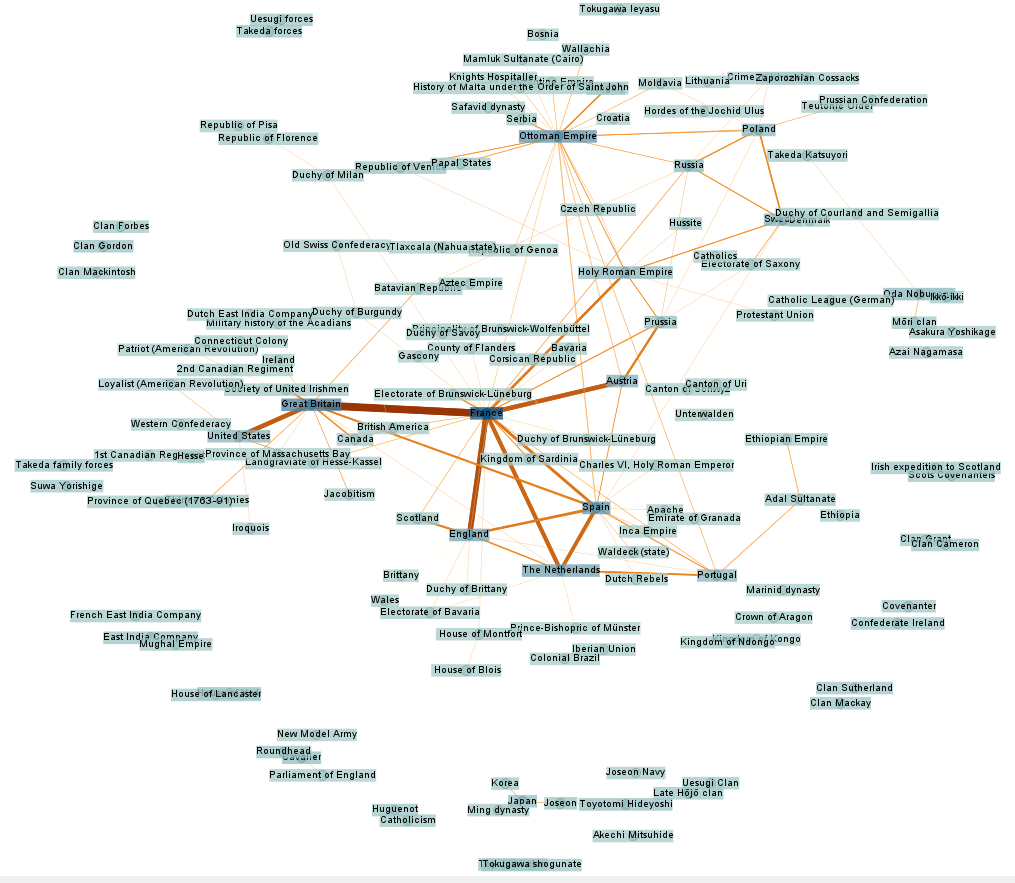 Tokugawa Ieyasu
Uesugi forces
Takeda forces
Bosnia
Wallachia
Mamluk Sultanate (Cairo)
Knights Hospitaller
Empire
History of Malta under the Order of Saint John
Moldavia
Lithuania
Zaporozhian Cossacks
Prussian Confederation
Teutonic Order
Safavid dynasty
Serbia
Croatia
Hordes of the Jochid Ulus
Republic of Pisa
Republic of Florence
Ottoman Empire
Poland
Takeda Katsuyori
Duchy of Milan
Republic of
Papal States
Russia
Czech Republic
Hussite
Duchy of Courland and Semigallia
Clan Forbes
Clan Gordon
Clan Mackintosh
Old Swiss Confederacy
Tlaxcala (Nahua state)
of Genoa
Catholics
Electorate of Saxony
Holy Roman Empire
Batavian
Aztec Empire
Oda
Ikkō-ikki
Catholic League (German)
Protestant Union
Dutch East India Company
Duchy of Burgundy
Military history of the Acadians
Prussia
Mōri clan
Asakura Yoshikage
Azai Nagamasa
Principality of Brunswick-Wolfenbüttel
Duchy of Savoy
Connecticut Colony
Patriot (American Revolution)
County of Flanders
Bavaria
Gascony
Corsican Republic
Ireland
2nd Canadian Regiment
Loyalist (American Revolution)
Society of United Irishmen
Austria
Canton of Uri
Canton of
Electorate of Brunswick-Lüneburg
Great Britain
France
Unterwalden
Western Confederacy
British America
United States
Canada
Duchy of Brunswick-Lüneburg
Ethiopian Empire
1st Canadian
Hesse
Province of Massachusetts Bay
Landgraviate of Hesse-Kassel
Kingdom of Sardinia
Charles VI, Holy Roman Emperor
Takeda family forces
Irish expedition to Scotland
Scots Covenanters
Suwa Yorishige
Jacobitism
Province of Quebec (1763-91)
Adal Sultanate
Ethiopia
Spain
Apache
Emirate of Granada
Scotland
Iroquois
Inca Empire
England
Clan Grant
Clan Cameron
Waldeck (state)
The Netherlands
Dutch Rebels
Portugal
Brittany
Duchy of Brittany
Marinid dynasty
Wales
Electorate of Bavaria
Covenanter
Confederate Ireland
French East India Company
Crown of Aragon
House of Montfort
Prince-Bishopric of Münster
East India Company
Mughal Empire
Kingdom of Ndongo
of Kongo
Iberian Union
Colonial Brazil
House of Blois
House of Lancaster
Clan Sutherland
Clan Mackay
New Model Army
Roundhead
Cavalier
Parliament of England
Joseon Navy
Korea
Uesugi Clan
Late Hōjō clan
Japan
Joseon
Toyotomi Hideyoshi
Ming dynasty
Huguenot
Catholicism
Akechi Mitsuhide
Tokugawa shogunate